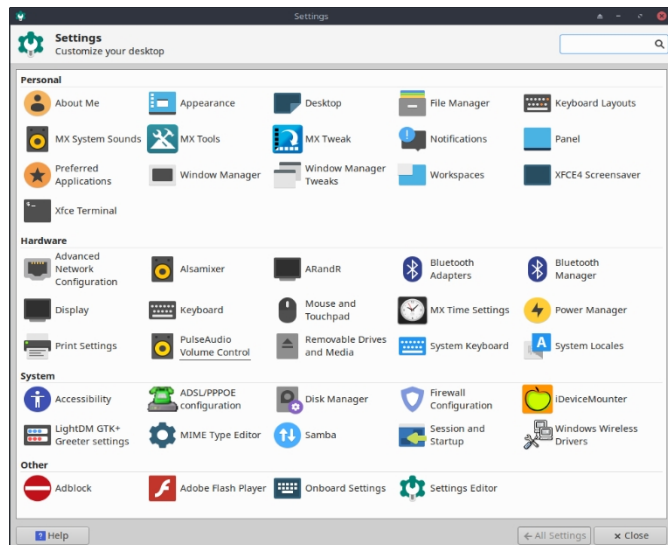 Settings
Settings
Customize your desktop
Personal
About Me
Appearance
Desktop
File Manager
Keyboard Layouts
MX System Sounds
MX Tools
MX Tweak
Notifications
Panel
Preferred
Applications
Window Manager
Window Manager
Tweaks
Workspaces
XFCE4 Screensaver
Xfce Terminal
Hardware
Advanced
Network
Configuration
Alsamixer
ARandR
Bluetooth
Adapters
Bluetooth
Manager
Display
Keyboard
Mouse and
Touchpad
MX Time Settings
Power Manager
Print Settings
PulseAudio
Volume Control
Removable Drives
and Media
System Keyboard
System Locales
System
Accessibility
ADSL/PPPOE
configuration
Disk Manager
Firewall
Configuration
iDeviceMounter
LightDM GTK+
Greeter settings
MIME Type Editor
Samba
Session and
Startup
Windows Wireless
Drivers
Other
Adblock
Adobe Flash Player
Onboard Settings
Settings Editor
Help
All Settings
Close